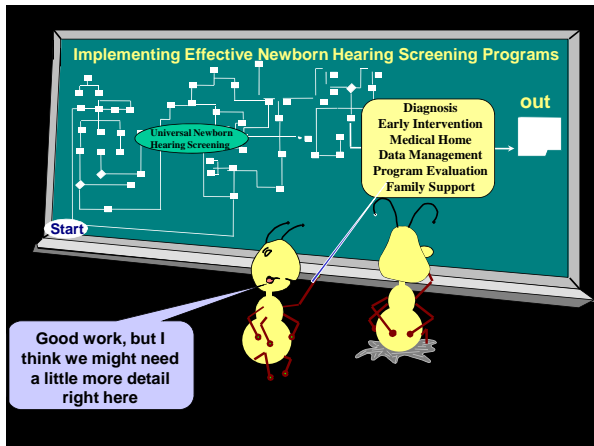 Implementing Effective Newborn Hearing Screening Programs
Universal Newborn
Hearing Screening
Diagnosis
Early Intervention
Medical Home
Data Management
Program Evaluation
Family Support
out
Start
Good work, but I
think we might need
a little more detail
right here